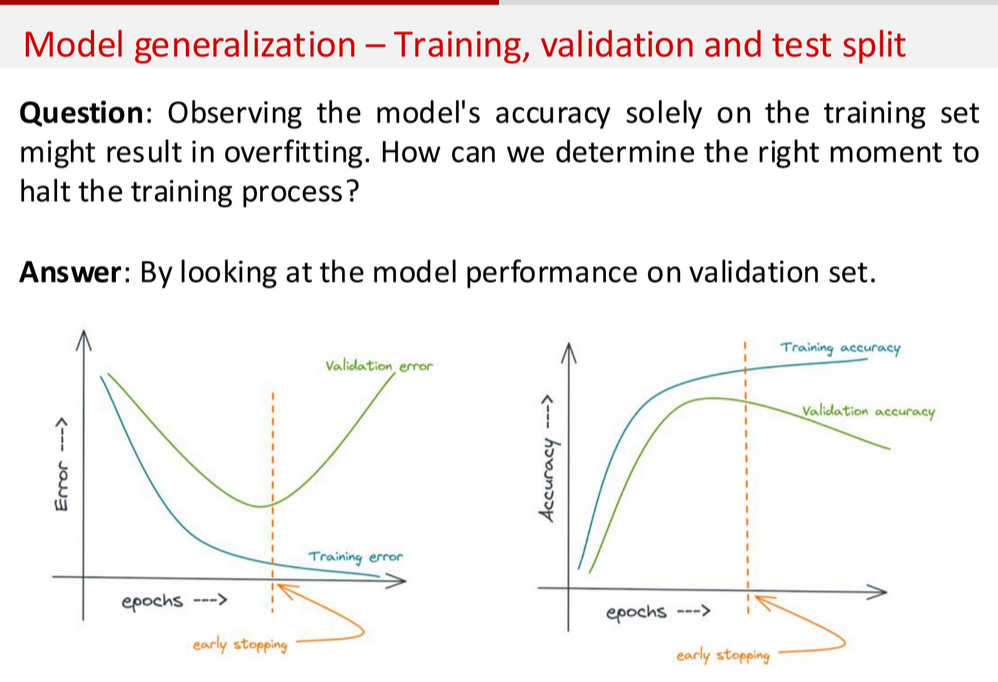 Model generalization – Training, validation and test split
Question: Observing the model's accuracy solely on the training set
might result in overfitting. How can we determine the right moment to
halt the training process?
Answer: By looking at the model performance on validation set.
Error --->
Validation error
Training error
epochs --->
early stopping
Accuracy --->
Training accuracy
Validation accuracy
epochs --->
early stopping